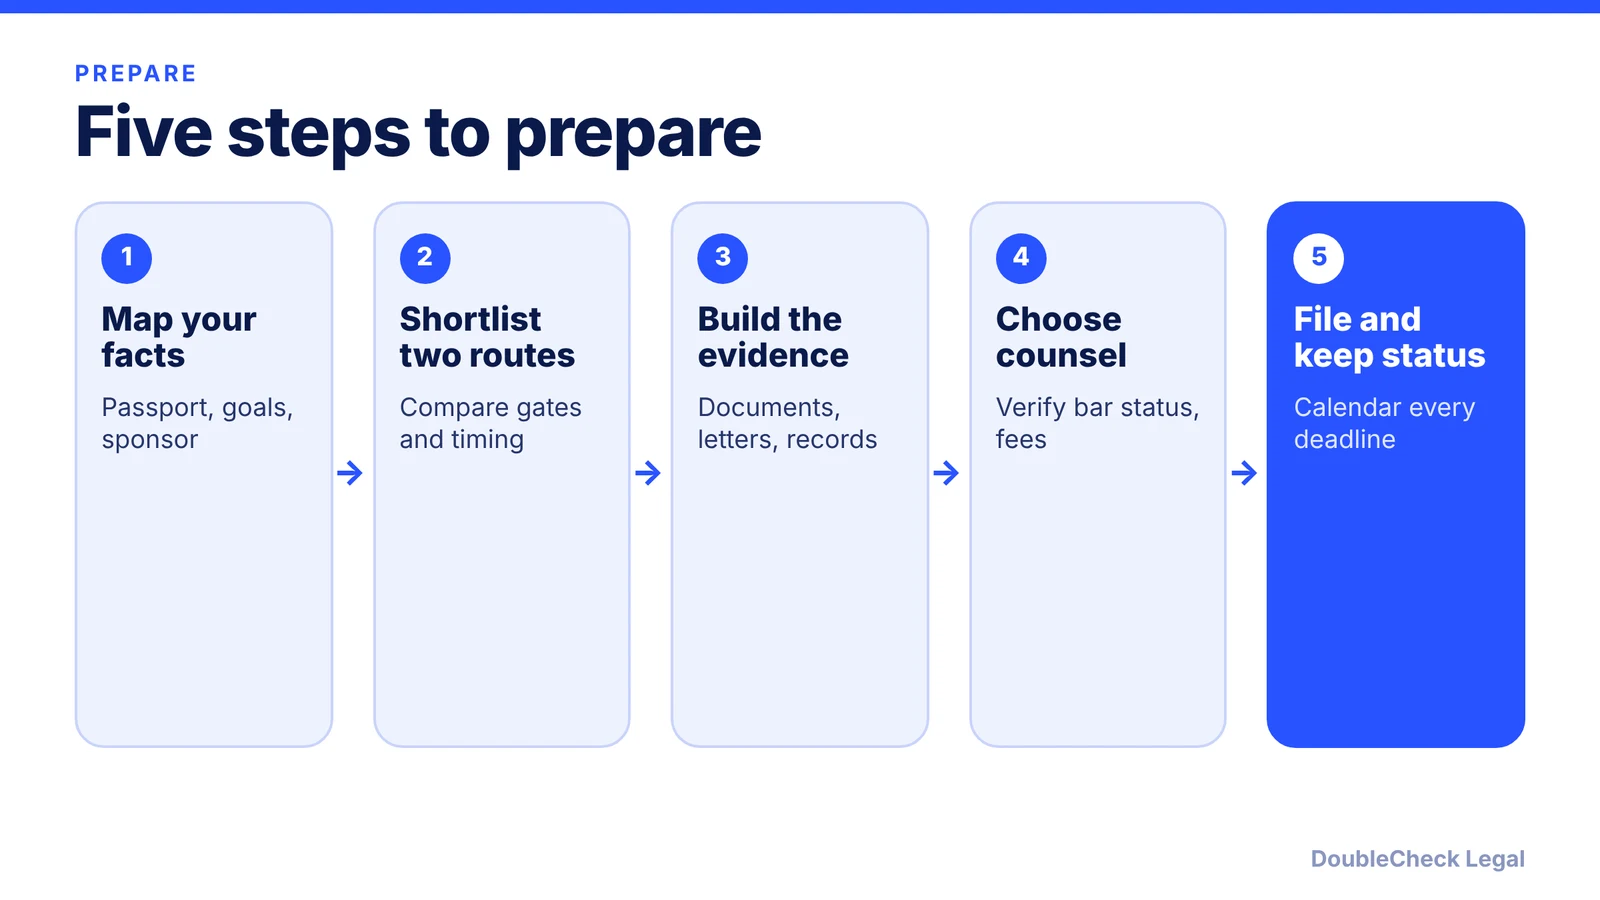 PREPARE
Five steps to prepare
1
Map your
facts
Passport, goals,
sponsor
2
Shortlist
two routes
Compare gates
and timing
3
Build the
evidence
Documents,
letters, records
4
Choose
counsel
Verify bar status,
fees
5
File and
keep status
Calendar every
deadline
DoubleCheck Legal